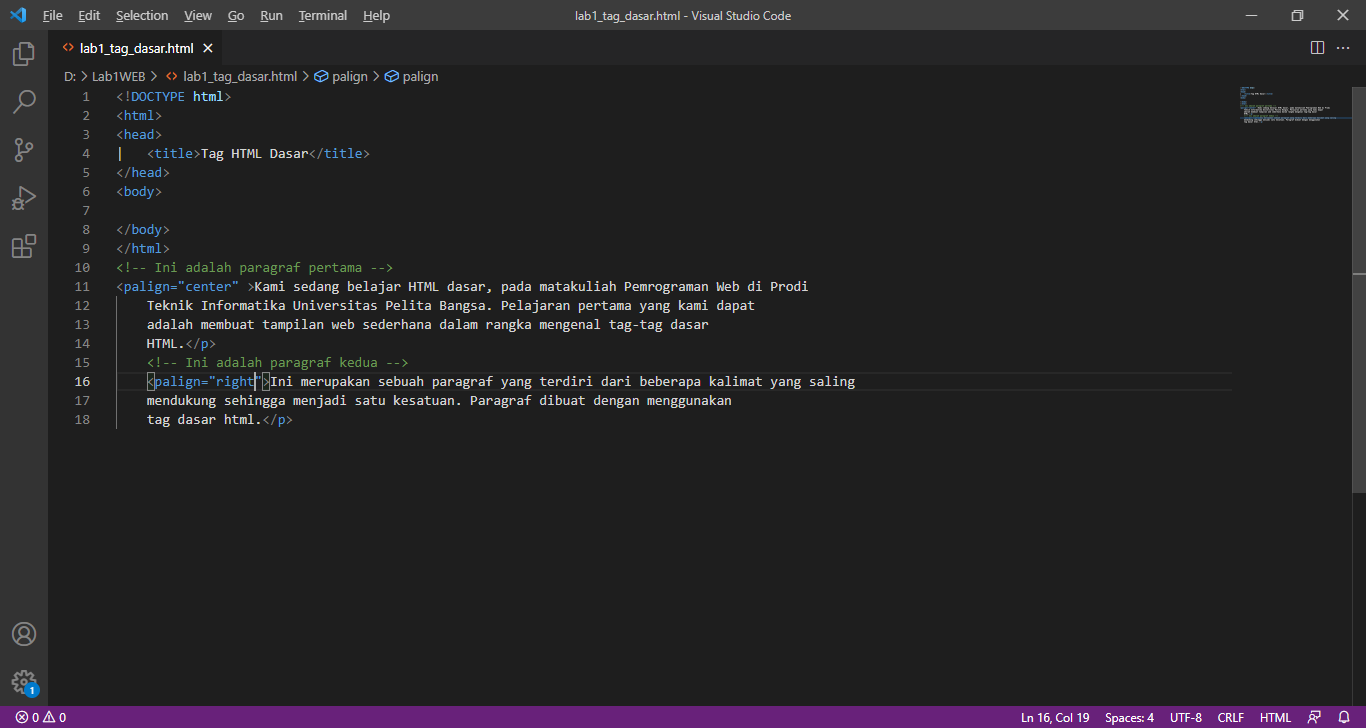 File Edit Selection View Go Run Terminal Help lab1_tag_dasar.html - Visual Studio Code
lab1_tag_dasar.html
D: > Lab1WEB > lab1_tag_dasar.html > palign > palign
1 <!DOCTYPE html>
2 <html>
3 <head>
4 <title>Tag HTML Dasar</title>
5 </head>
6 <body>
7
8 </body>
9 </html>
10 <!-- Ini adalah paragraf pertama -->
11 <palign="center" >Kami sedang belajar HTML dasar, pada matakuliah Pemrograman Web di Prodi
12 Teknik Informatika Universitas Pelita Bangsa. Pelajaran pertama yang kami dapat
13 adalah membuat tampilan web sederhana dalam rangka mengenal tag-tag dasar
14 HTML.</p>
15 <!-- Ini adalah paragraf kedua -->
16 <palign="right">Ini merupakan sebuah paragraf yang terdiri dari beberapa kalimat yang saling
17 mendukung sehingga menjadi satu kesatuan. Paragraf dibuat dengan menggunakan
18 tag dasar html.</p>
1
0 0 Ln 16, Col 19 Spaces: 4 UTF-8 CRLF HTML